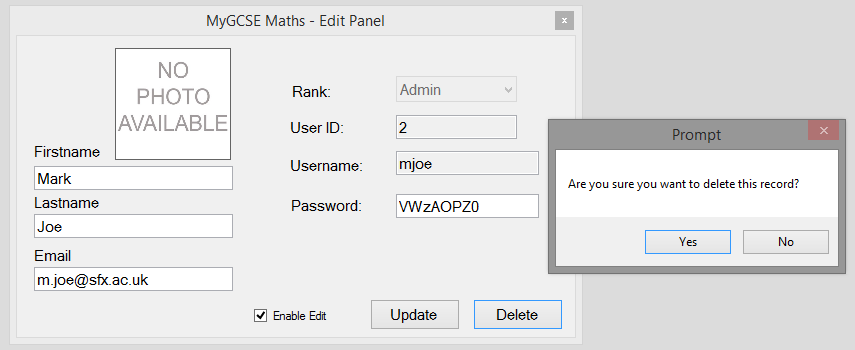 MyGCSE Maths - Edit Panel
x
NO
PHOTO
AVAILABLE
Firstname
Mark
Lastname
Joe
Email
m.joe@sfx.ac.uk
Rank: Admin
User ID: 2
Username: mjoe
Password: VWzAOPZ0
Enable Edit
Update
Delete
Prompt
x
Are you sure you want to delete this record?
Yes
No